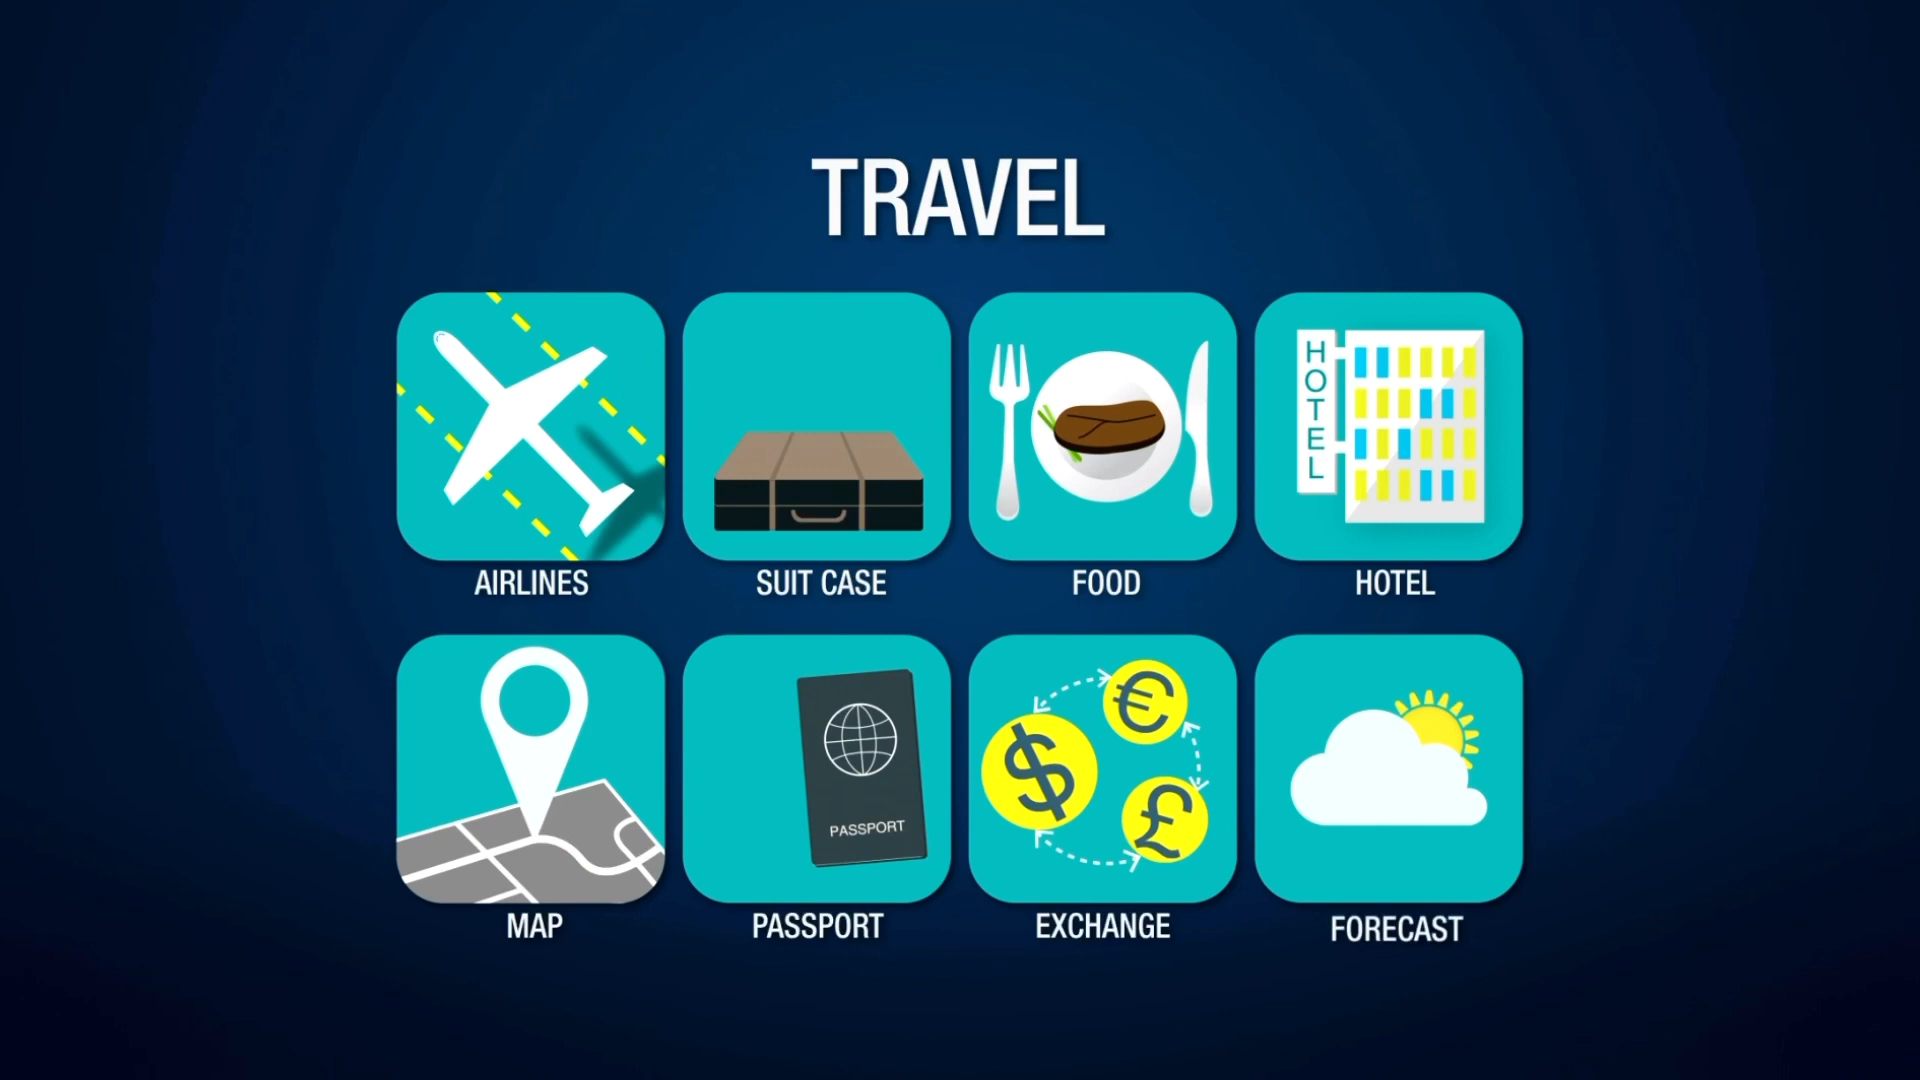 TRAVEL
HOTEL
AIRLINES
SUIT CASE
FOOD
HOTEL
$
€
£
PASSPORT
MAP
PASSPORT
EXCHANGE
FORECAST